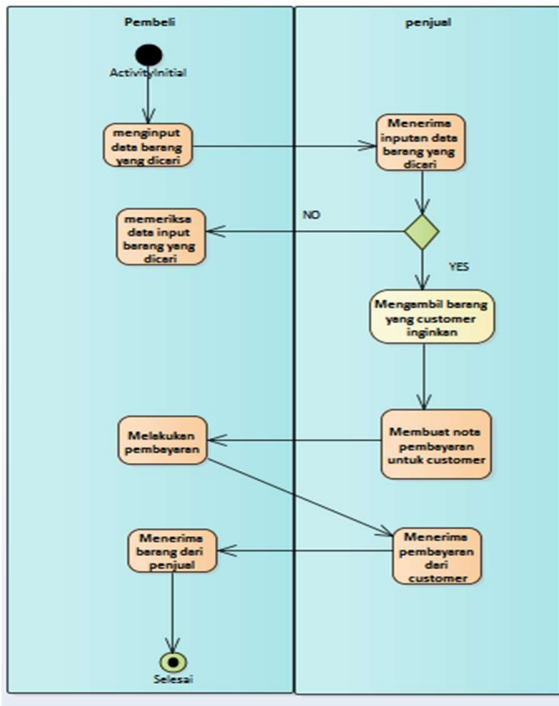 Pembeli
penjual
ActivityInitial
menginput
data barang
yang dicari
Menerima
inputan data
barang yang
dicari
memeriksa
data input
barang yang
dicari
NO
YES
Mengambil barang
yang customer
inginkan
Melakukan
pembayaran
Membuat nota
pembayaran
untuk customer
Menerima
barang dari
penjual
Menerima
pembayaran
dari
customer
Selesai